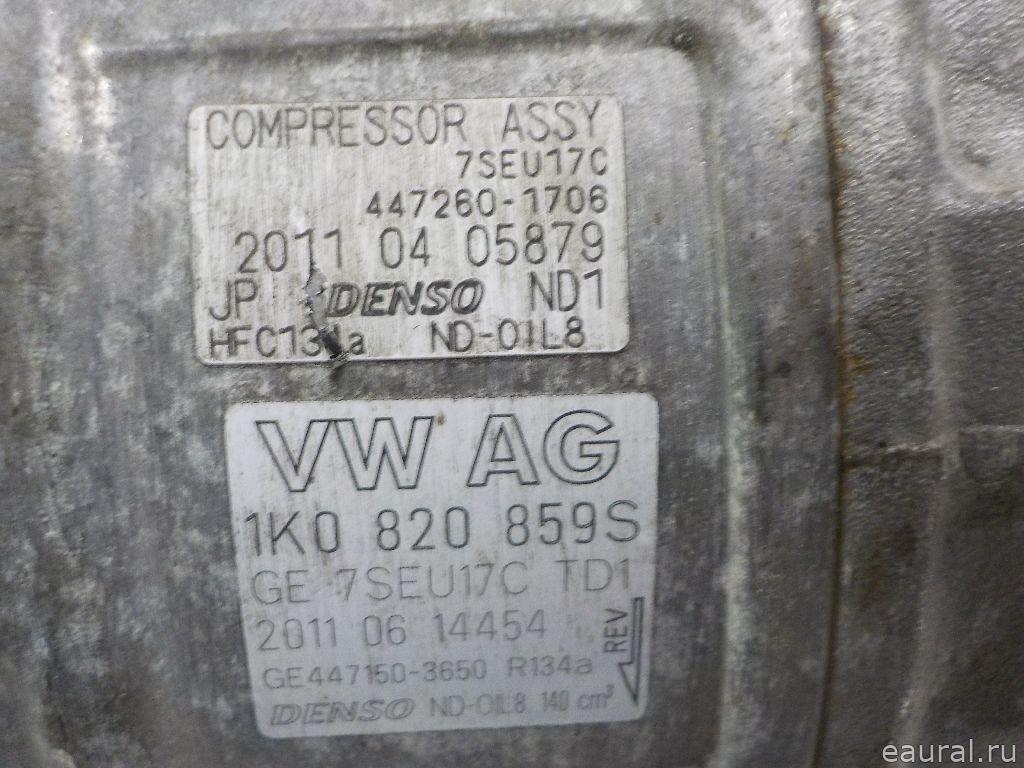 COMPRESSOR ASSY
7SEU17C
447260-1706
2011 04 05879
JP DENSO ND1
HFC134a ND-OIL8
VW AG
1K0 820 859S
GE 7SEU17C TD1
2011 06 14454
REV
GE447150-3650 R134a
DENSO ND-OIL8 140 cm³
eaural.ru